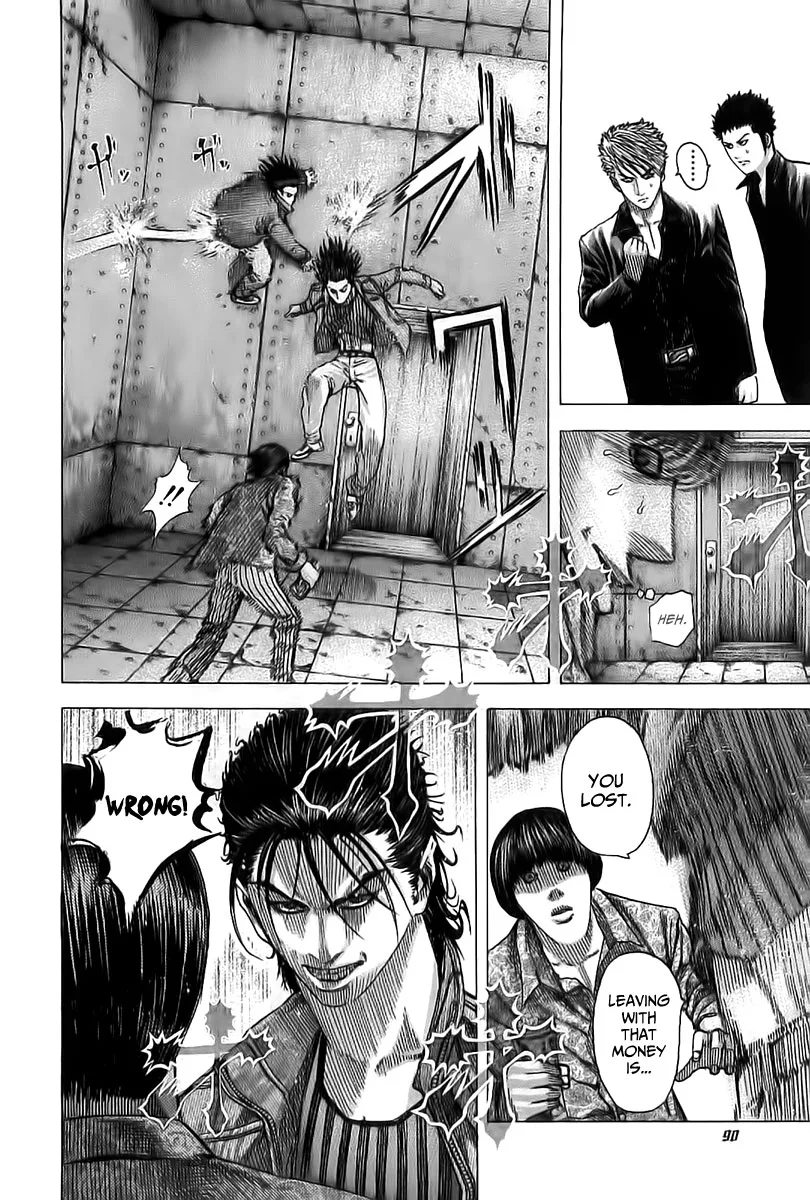 ......
HEH.
ガッ
ガッ
!!
YOU
LOST.
LEAVING
WITH
THAT
MONEY
IS...
WRONG!
90